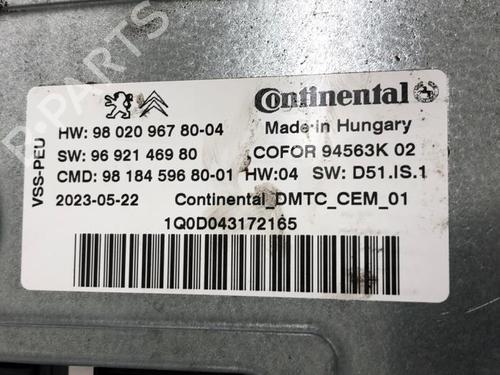 B-PARTS
Continental
HW: 98 020 967 80-04
Made in Hungary
SW: 96 921 469 80
COFOR 94563K 02
CMD: 98 184 596 80-01 HW:04 SW: D51.IS.1
2023-05-22 Continental_DMTC_CEM_01
1Q0D043172165
VSS-PEU